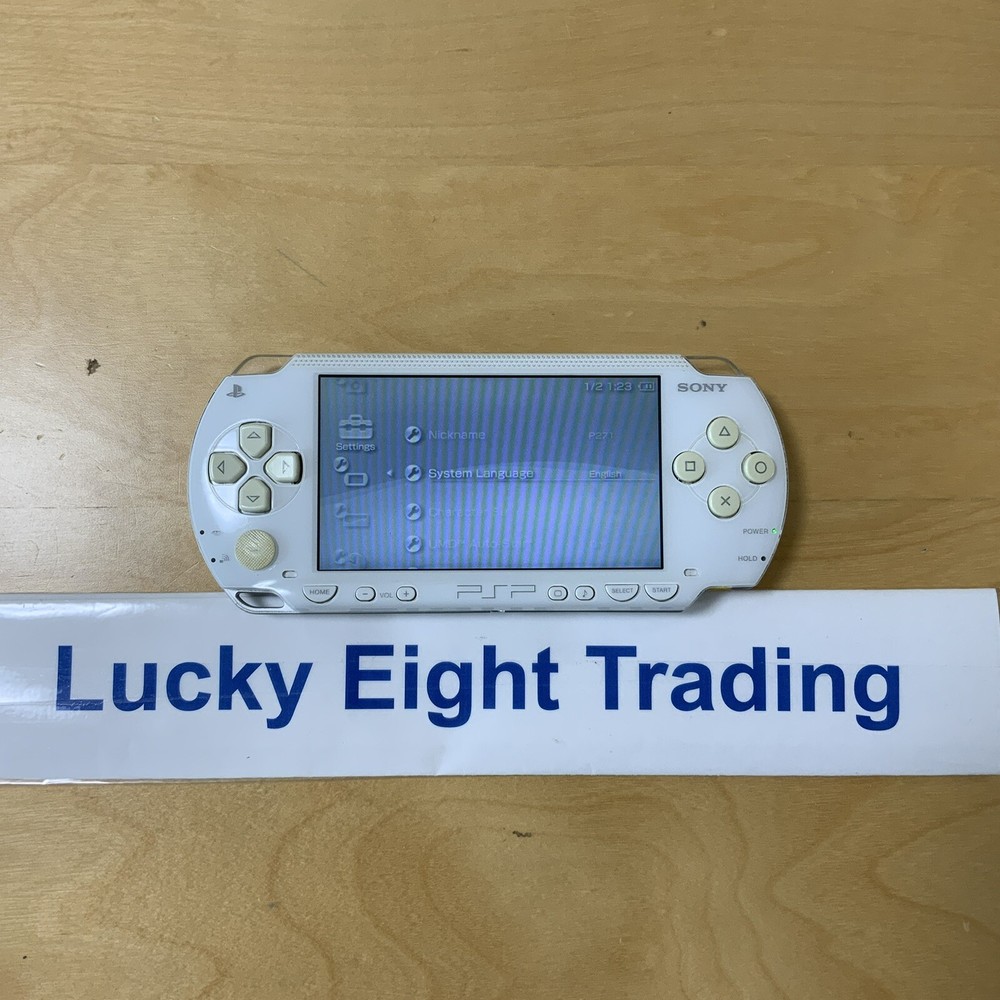 1/2 1:23
SONY
Settings
Nickname
P271
System Language
English
POWER
HOLD
HOME
VOL
PSP
SELECT
START
Lucky Eight Trading